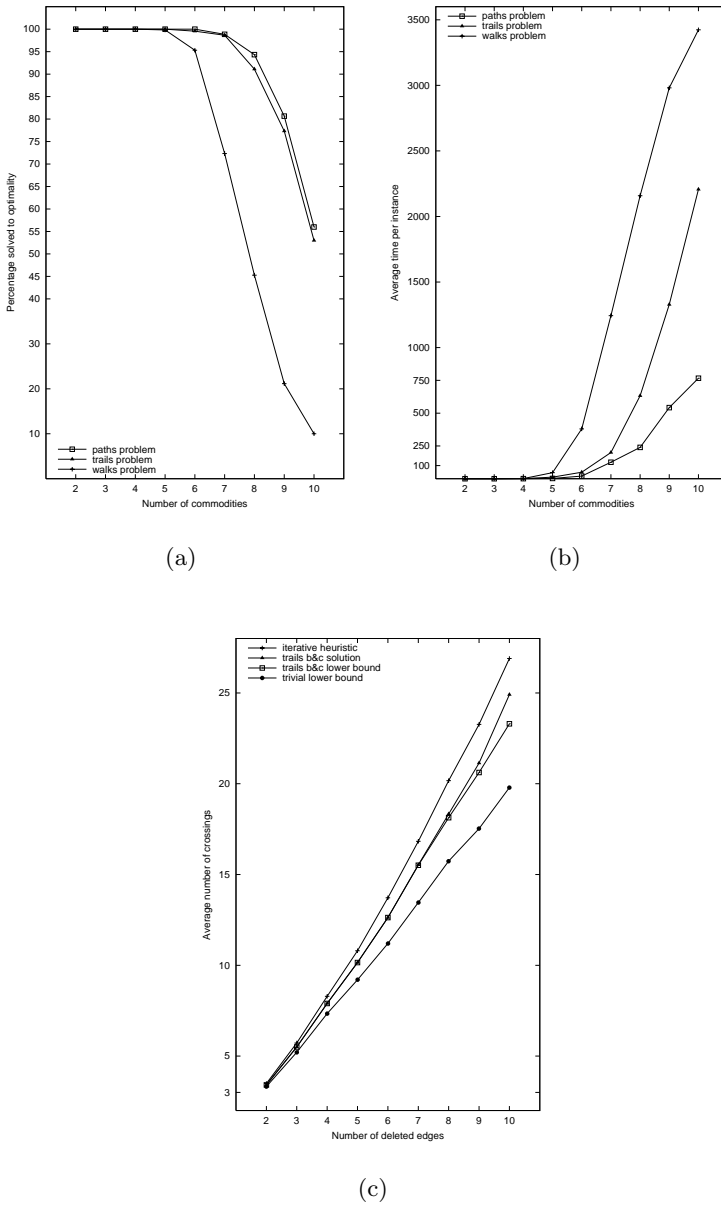 100
95
90
85
80
75
70
65
60
55
50
45
40
30
20
10
Percentage solved to optimality
paths problem
trails problem
walks problem
2 3 4 5 6 7 8 9 10
Number of commodities
(a)
paths problem
trails problem
walks problem
3500
3000
2500
2000
1500
1000
750
500
250
100
Average time per instance
2 3 4 5 6 7 8 9 10
Number of commodities
(b)
iterative heuristic
trails b&c solution
trails b&c lower bound
trivial lower bound
25
20
15
10
5
3
Average number of crossings
2 3 4 5 6 7 8 9 10
Number of deleted edges
(c)